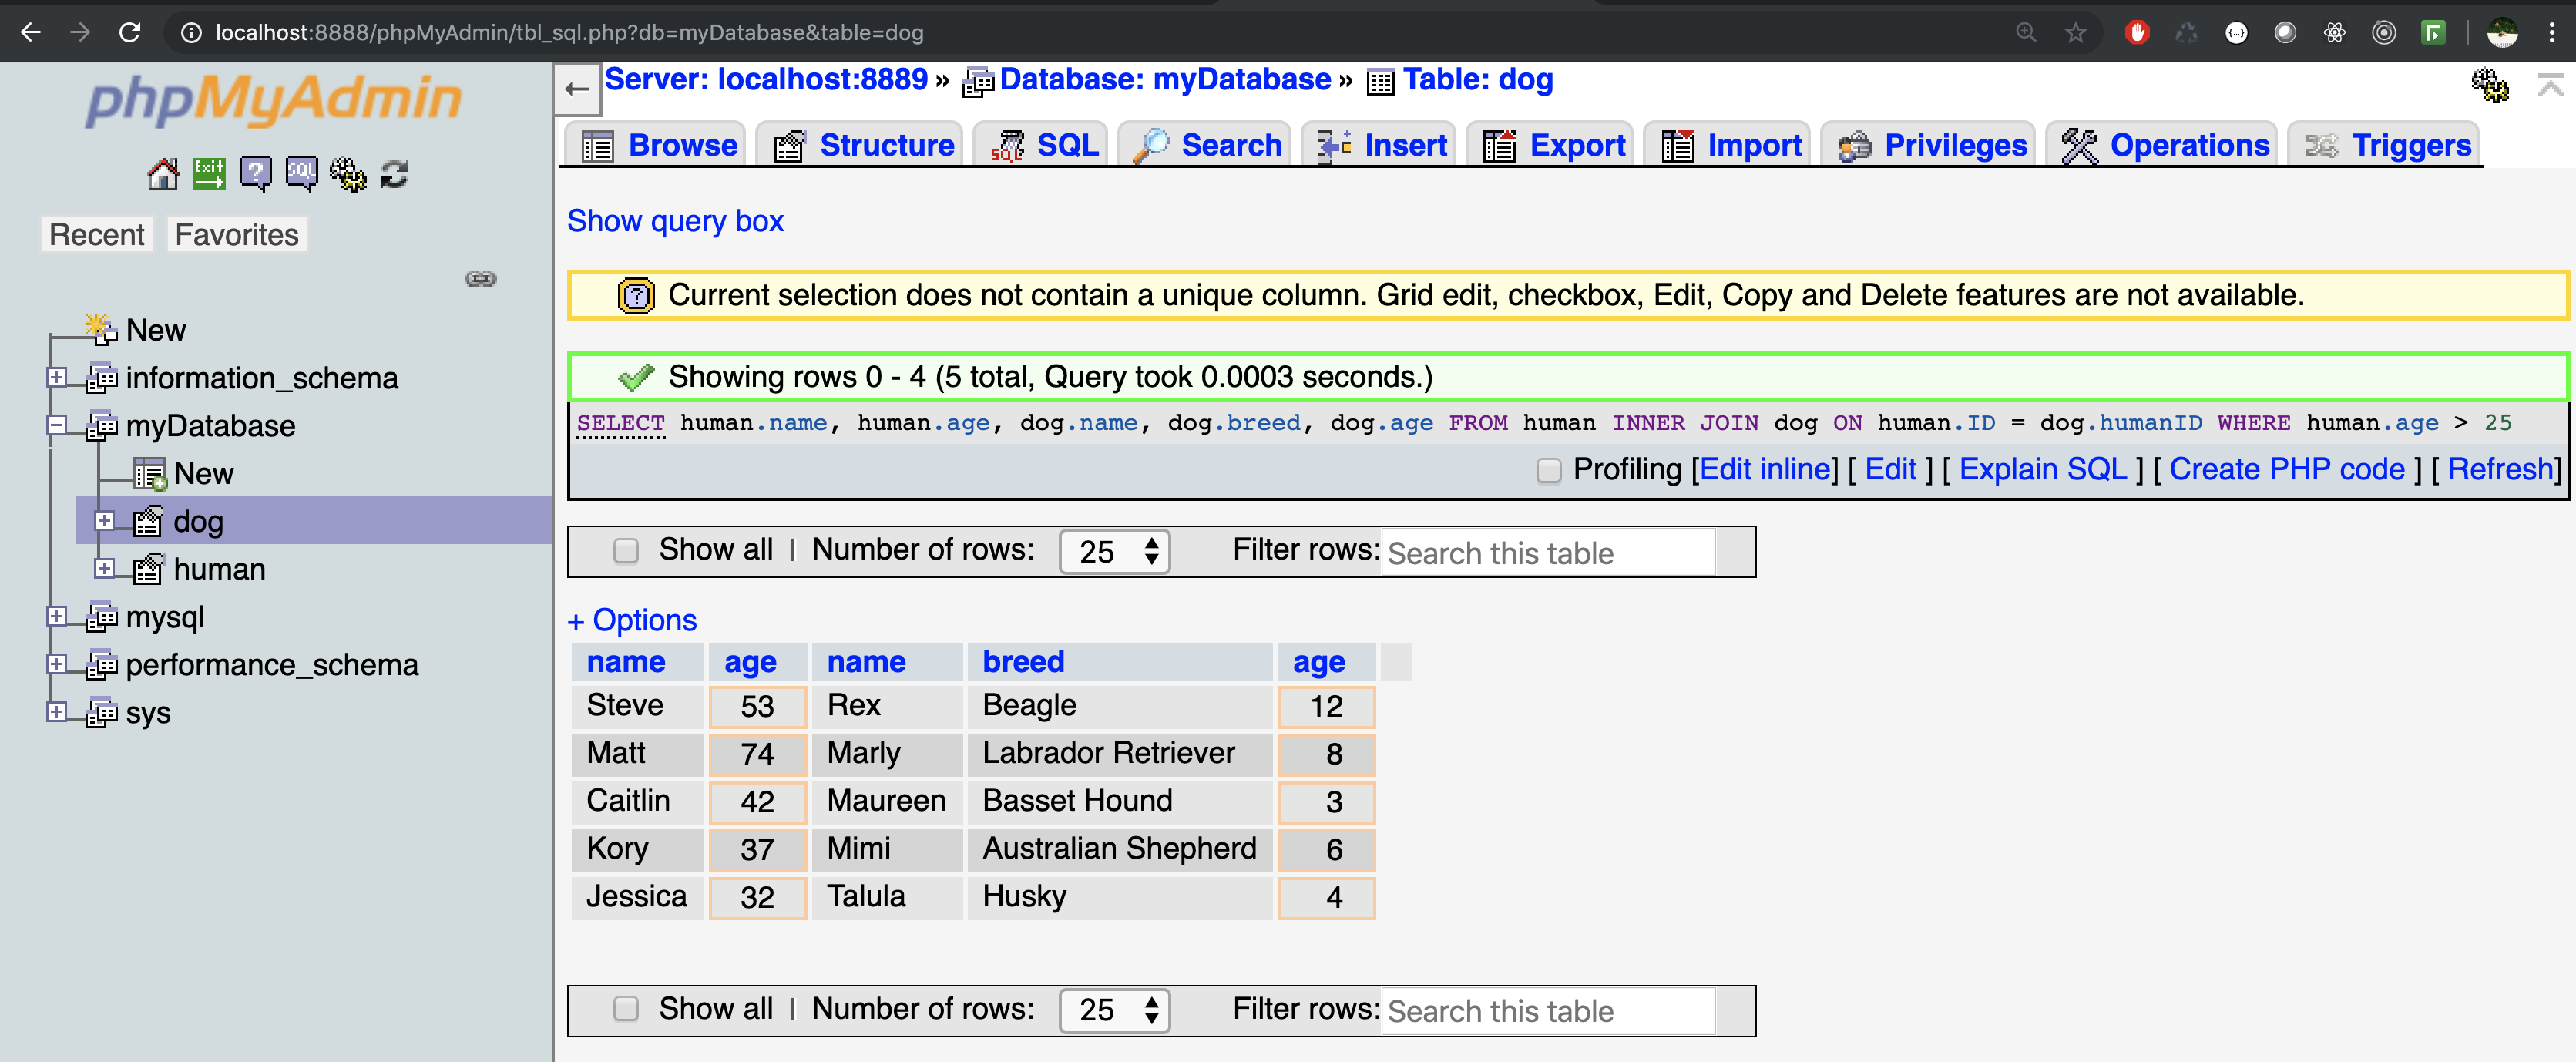 localhost:8888/phpMyAdmin/tbl_sql.php?db=myDatabase&table=dog
phpMyAdmin
Exit
?
SQL
Recent Favorites
New
information_schema
myDatabase
New
dog
human
mysql
performance_schema
sys
Server: localhost:8889 » Database: myDatabase » Table: dog
Browse Structure SQL Search Insert Export Import Privileges Operations Triggers
Show query box
Current selection does not contain a unique column. Grid edit, checkbox, Edit, Copy and Delete features are not available.
Showing rows 0 - 4 (5 total, Query took 0.0003 seconds.)
SELECT human.name, human.age, dog.name, dog.breed, dog.age FROM human INNER JOIN dog ON human.ID = dog.humanID WHERE human.age > 25
Profiling [Edit inline] [ Edit ] [ Explain SQL ] [ Create PHP code ] [ Refresh]
Show all | Number of rows: 25 Filter rows: Search this table
+ Options
name age name breed age
Steve 53 Rex Beagle 12
Matt 74 Marly Labrador Retriever 8
Caitlin 42 Maureen Basset Hound 3
Kory 37 Mimi Australian Shepherd 6
Jessica 32 Talula Husky 4
Show all | Number of rows: 25 Filter rows: Search this table